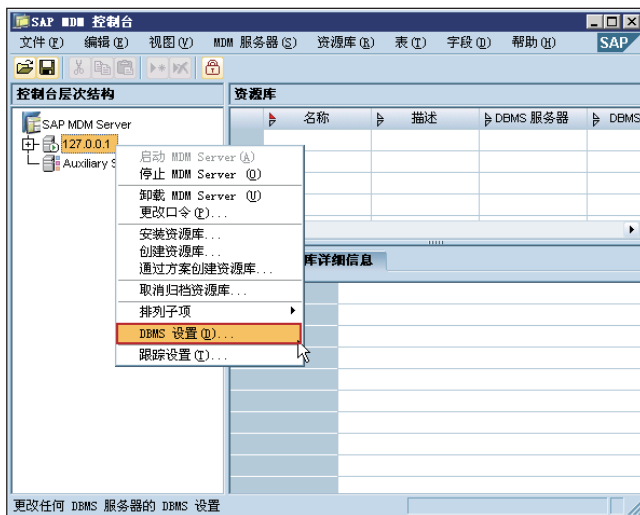 SAP MDM 控制台
文件(F) 编辑(E) 视图(V) MDM 服务器(S) 资源库(R) 表(T) 字段(D) 帮助(H) SAP
控制台层次结构
资源库
SAP MDM Server
127.0.0.1
Auxiliary S
名称 描述 DBMS 服务器 DBMS
启动 MDM Server(A)
停止 MDM Server (O)
卸载 MDM Server (U)
更改口令(P)...
安装资源库...
创建资源库...
通过方案创建资源库...
取消归档资源库...
排列子项
DBMS 设置(D)...
跟踪设置(T)...
库详细信息
更改任何 DBMS 服务器的 DBMS 设置